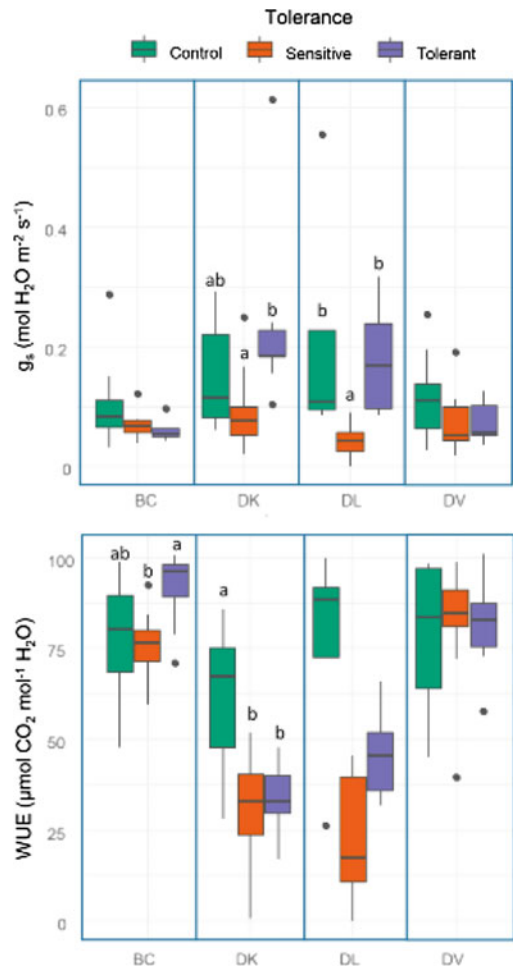 Tolerance
Control Sensitive Tolerant
gₛ (mol H₂O m⁻² s⁻¹)
0.6
0.4
0.2
0
ab
a
b
b
a
b
BC DK DL DV
WUE (µmol CO₂ mol⁻¹ H₂O)
100
75
50
25
0
ab
b
a
a
b
b
BC DK DL DV